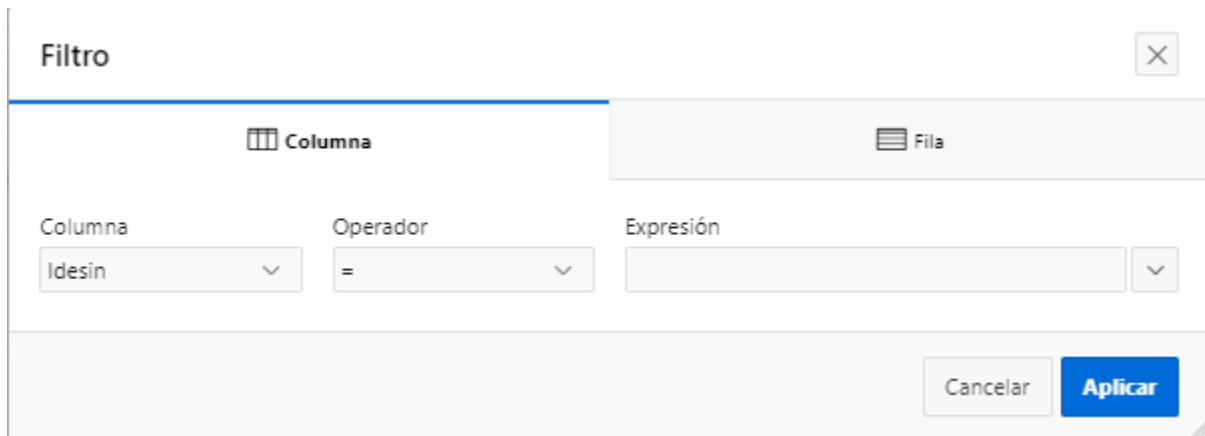 Filtro
Columna Fila
Columna Operador Expresión
Idesin =
Cancelar Aplicar